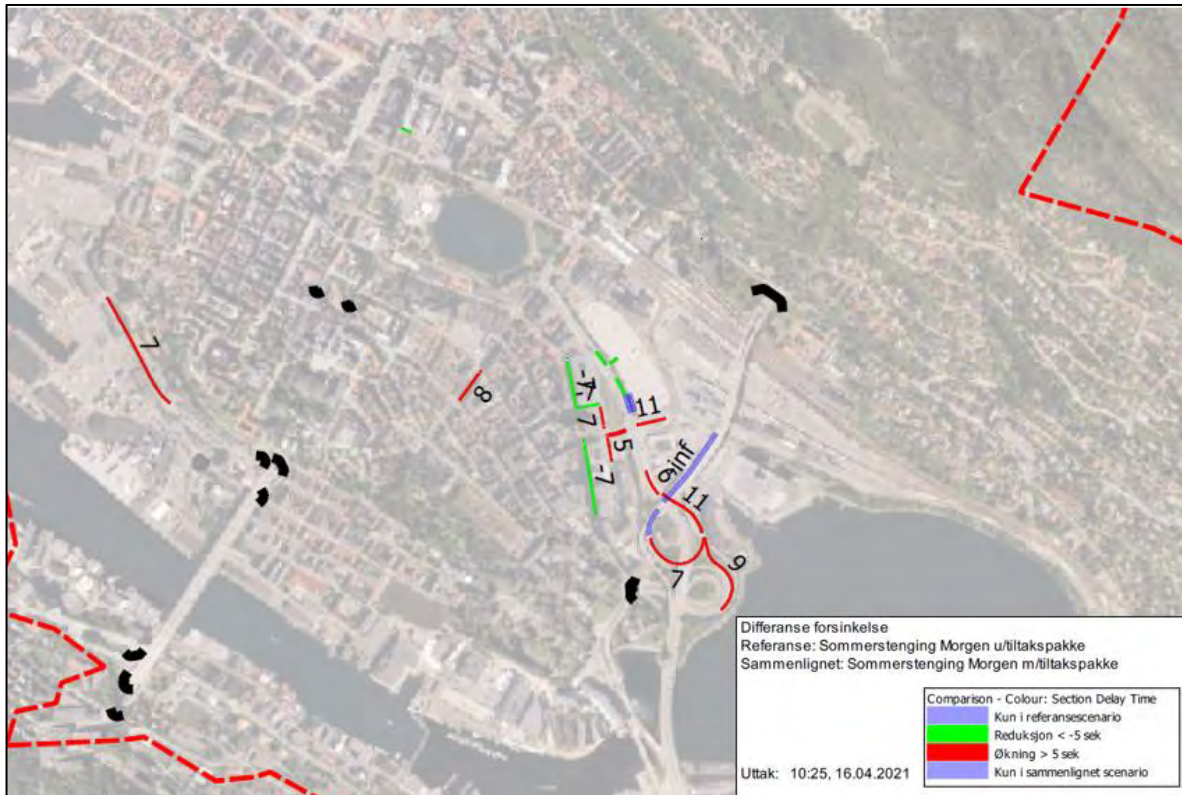 7
8
-7
7
11
5
-7
-inf
6
11
7
9
Differanse forsinkelse
Referanse: Sommerstenging Morgen u/tiltakspakke
Sammenlignet: Sommerstenging Morgen m/tiltakspakke
Comparison - Colour: Section Delay Time
Kun i referansescenario
Reduksjon < -5 sek
Økning > 5 sek
Kun i sammenlignet scenario
Uttak: 10:25, 16.04.2021